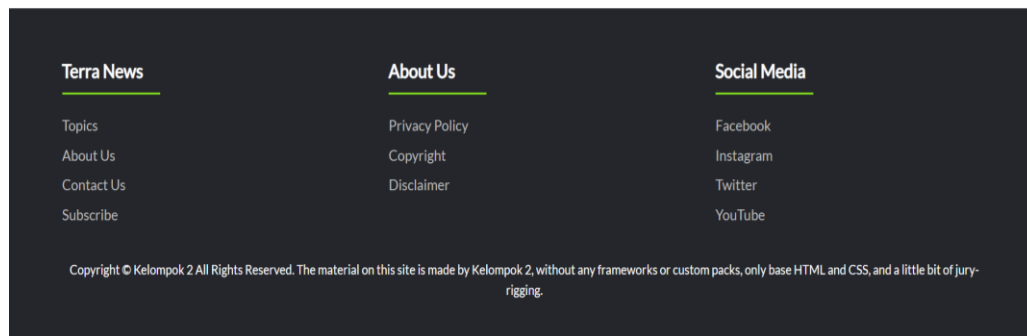 Terra News
Topics
About Us
Contact Us
Subscribe
About Us
Privacy Policy
Copyright
Disclaimer
Social Media
Facebook
Instagram
Twitter
YouTube
Copyright © Kelompok 2 All Rights Reserved. The material on this site is made by Kelompok 2, without any frameworks or custom packs, only base HTML and CSS, and a little bit of jury-
rigging.